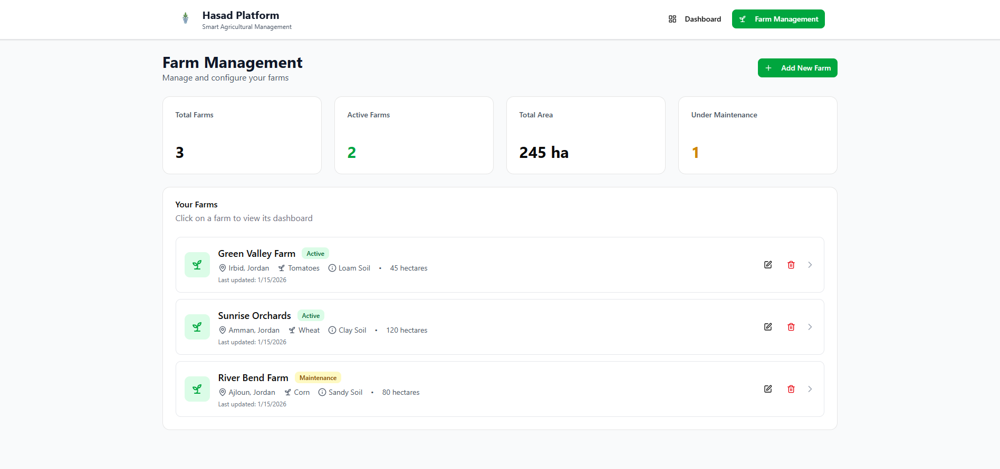 Hasad Platform
Smart Agricultural Management
Dashboard
Farm Management
Farm Management
Manage and configure your farms
Add New Farm
Total Farms
3
Active Farms
2
Total Area
245 ha
Under Maintenance
1
Your Farms
Click on a farm to view its dashboard
Green Valley Farm Active
Irbid, Jordan Tomatoes Loam Soil • 45 hectares
Last updated: 1/15/2026
Sunrise Orchards Active
Amman, Jordan Wheat Clay Soil • 120 hectares
Last updated: 1/15/2026
River Bend Farm Maintenance
Ajloun, Jordan Corn Sandy Soil • 80 hectares
Last updated: 1/15/2026